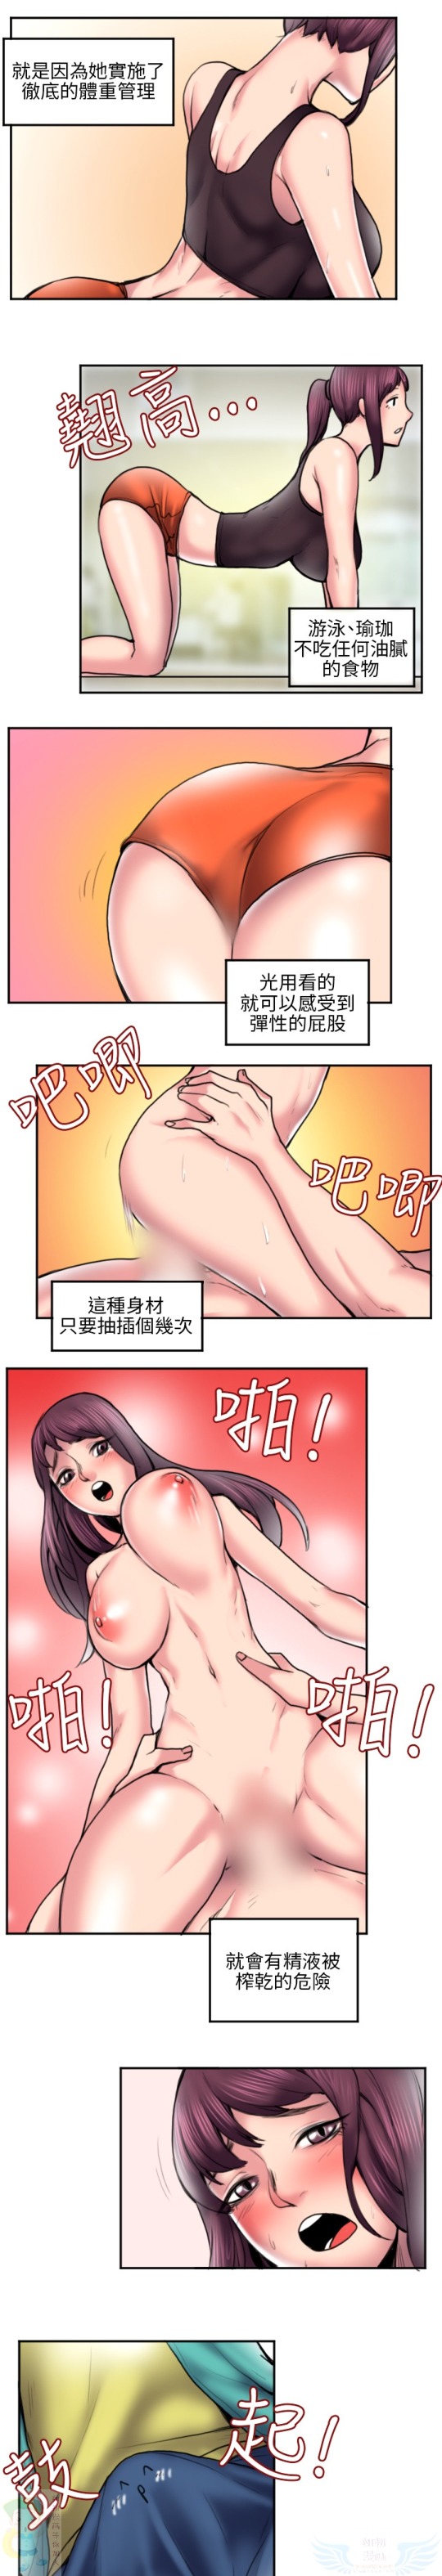 就是因為她實施了
徹底的體重管理
翹高...
游泳、瑜珈
不吃任何油膩
的食物
光用看的
就可以感受到
彈性的屁股
吧唧
吧唧
這種身材
只要抽插個幾次
啪！
啪！
啪！
就會有精液被
榨乾的危險
鼓起！